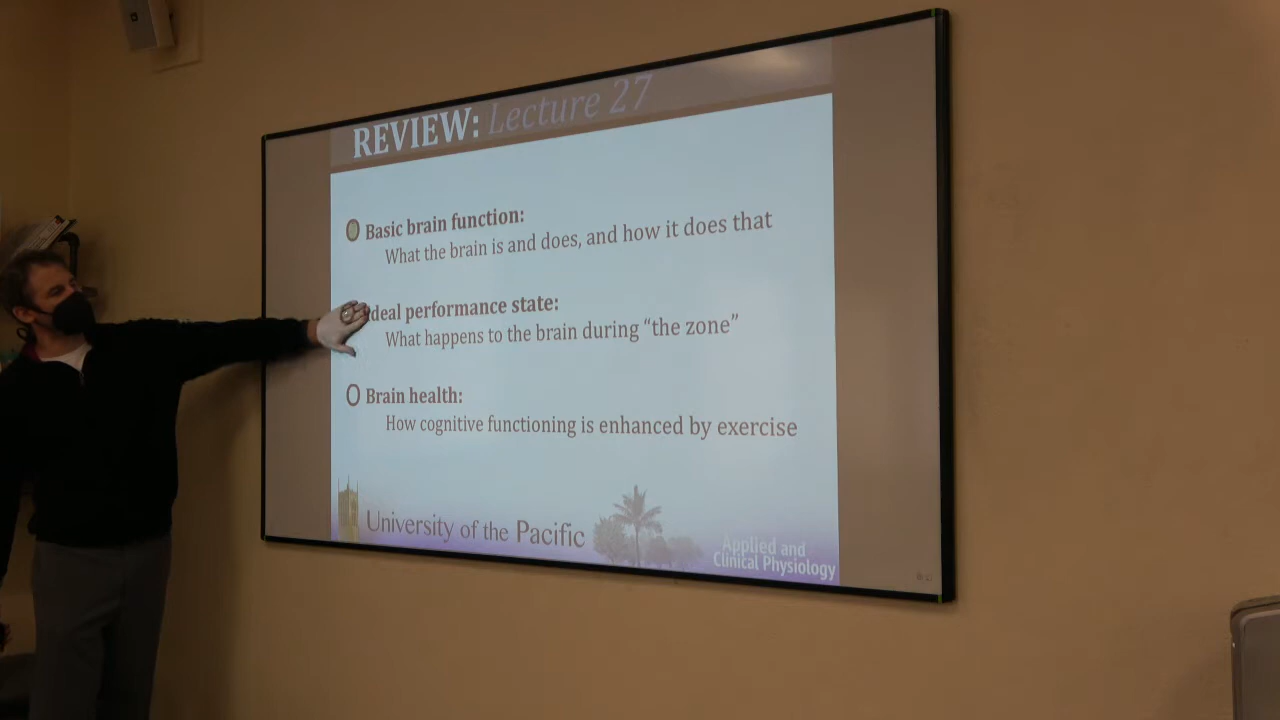 REVIEW: Lecture 27
Basic brain function:
What the brain is and does, and how it does that
deal performance state:
What happens to the brain during “the zone”
Brain health:
How cognitive functioning is enhanced by exercise
University of the Pacific
Applied and
Clinical Physiology